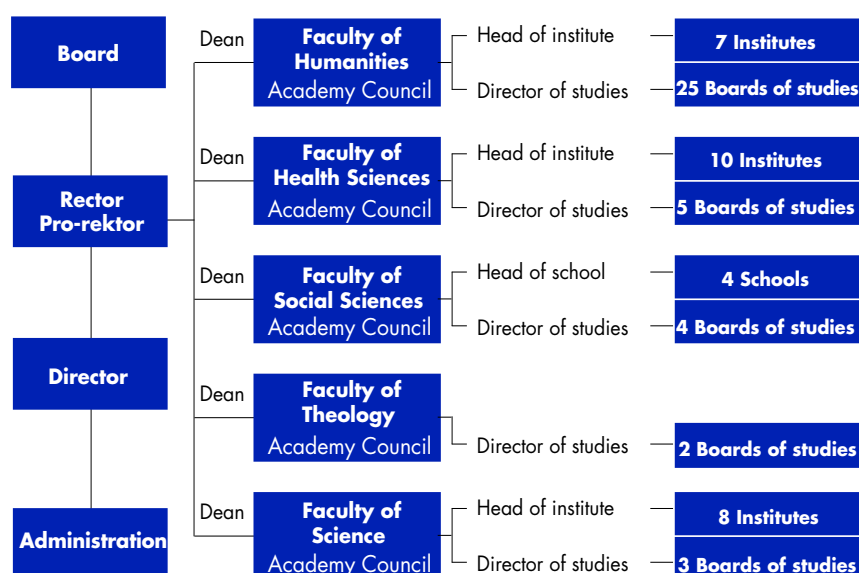 Board
Rector
Pro-rektor
Director
Administration
Dean
Faculty of
Humanities
Academy Council
Head of institute
7 Institutes
Director of studies
25 Boards of studies
Dean
Faculty of
Health Sciences
Academy Council
Head of institute
10 Institutes
Director of studies
5 Boards of studies
Dean
Faculty of
Social Sciences
Academy Council
Head of school
4 Schools
Director of studies
4 Boards of studies
Dean
Faculty of
Theology
Academy Council
Director of studies
2 Boards of studies
Dean
Faculty of
Science
Academy Council
Head of institute
8 Institutes
Director of studies
3 Boards of studies